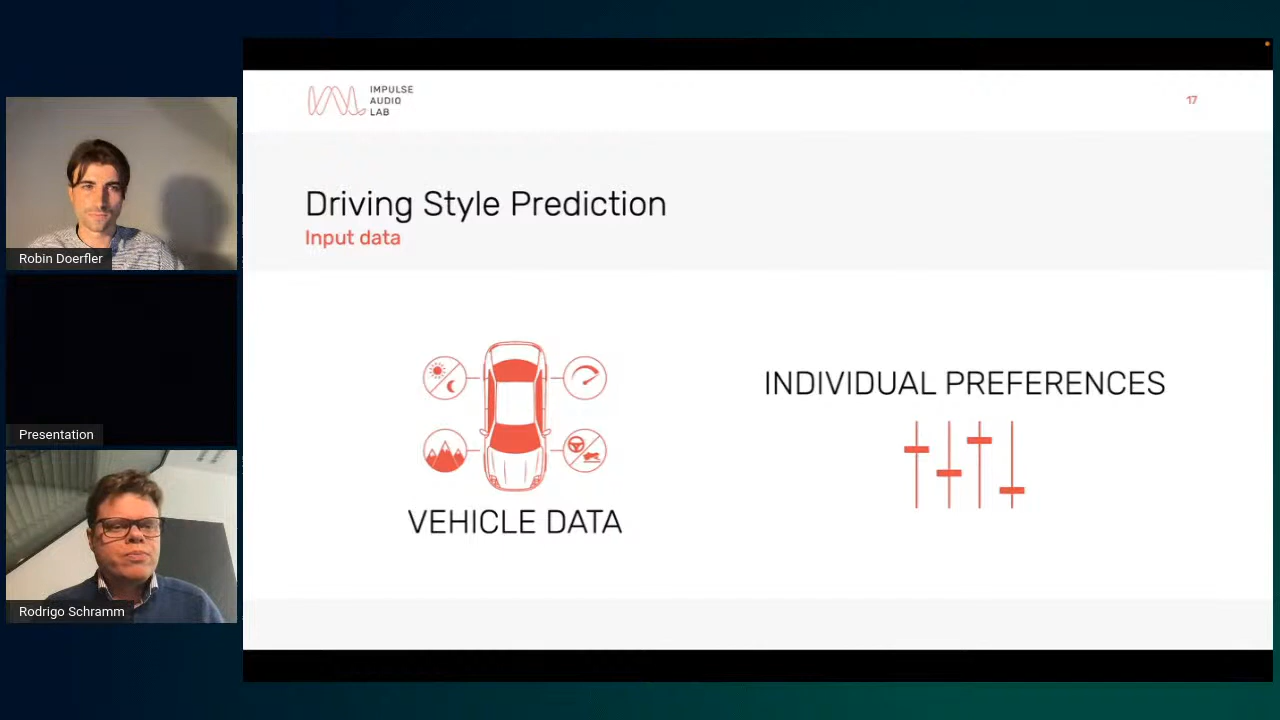 IMPULSE
AUDIO
LAB
17
Driving Style Prediction
Input data
VEHICLE DATA
INDIVIDUAL PREFERENCES
Robin Doerfler
Presentation
Rodrigo Schramm